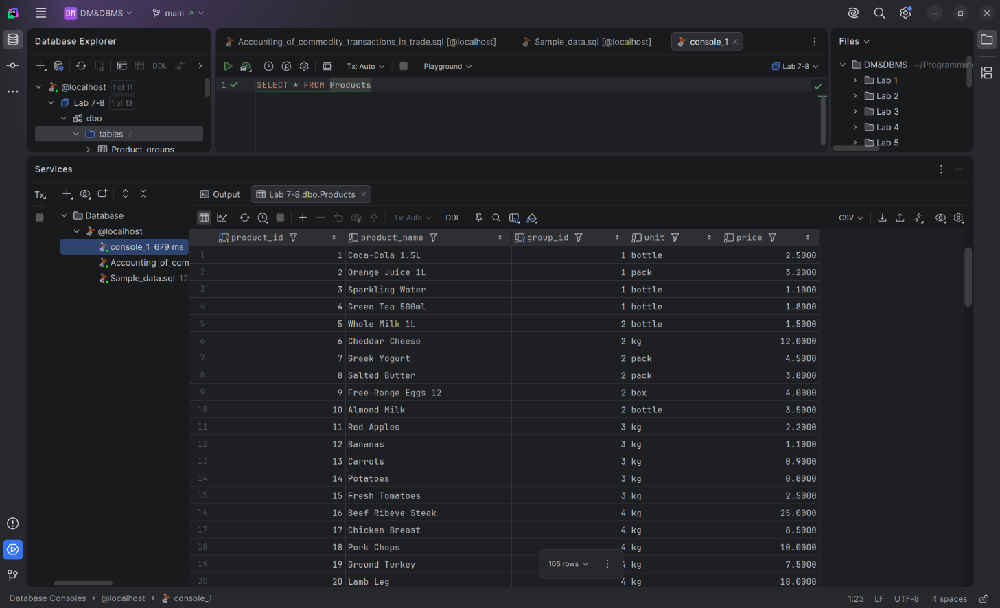 DM DM&DBMS main
Database Explorer
DDL
@localhost 1 of 11
Lab 7-8 1 of 13
dbo
tables 7
Product_groups
Accounting_of_commodity_transactions_in_trade.sql [@localhost] Sample_data.sql [@localhost] console_1
Tx: Auto Playground Lab 7-8
1 SELECT * FROM Products
Files
DM&DBMS ~/Programming
Lab 1
Lab 2
Lab 3
Lab 4
Lab 5
Services
Tx
Database
@localhost
console_1 679 ms
Accounting_of_com
Sample_data.sql 12
Output Lab 7-8.dbo.Products
Tx: Auto DDL CSV
product_id product_name group_id unit price
1 1 Coca-Cola 1.5L 1 bottle 2.5000
2 2 Orange Juice 1L 1 pack 3.2000
3 3 Sparkling Water 1 bottle 1.1000
4 4 Green Tea 500ml 1 bottle 1.8000
5 5 Whole Milk 1L 2 bottle 1.5000
6 6 Cheddar Cheese 2 kg 12.0000
7 7 Greek Yogurt 2 pack 4.5000
8 8 Salted Butter 2 pack 3.8000
9 9 Free-Range Eggs 12 2 box 4.0000
10 10 Almond Milk 2 bottle 3.5000
11 11 Red Apples 3 kg 2.2000
12 12 Bananas 3 kg 1.1000
13 13 Carrots 3 kg 0.9000
14 14 Potatoes 3 kg 0.8000
15 15 Fresh Tomatoes 3 kg 2.5000
16 16 Beef Ribeye Steak 4 kg 25.0000
17 17 Chicken Breast 4 kg 8.5000
18 18 Pork Chops 4 kg 10.0000
19 19 Ground Turkey kg 7.5000
20 20 Lamb Leg 4 kg 18.0000
105 rows
Database Consoles @localhost console_1
1:23 LF UTF-8 4 spaces